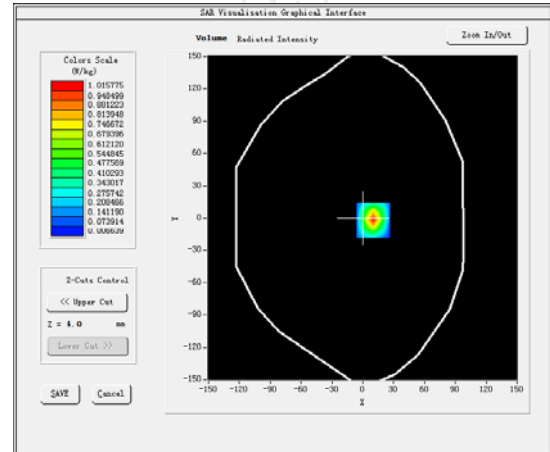 SAR Visualisation Graphical Interface
Volume Radiated Intensity
Zoom In/Out
Colors Scale
(W/kg)
1.015775
0.948499
0.881223
0.813948
0.746672
0.679396
0.612120
0.544845
0.477569
0.410293
0.343017
0.275742
0.208466
0.141190
0.073914
0.006639
Z-Cuts Control
<< Upper Cut
Z = 4.0 mm
Lower Cut >>
SAVE Cancel
150
120
90
60
30
0
-30
-60
-90
-120
-150
Y
-150 -120 -90 -60 -30 0 30 60 90 120 150
X